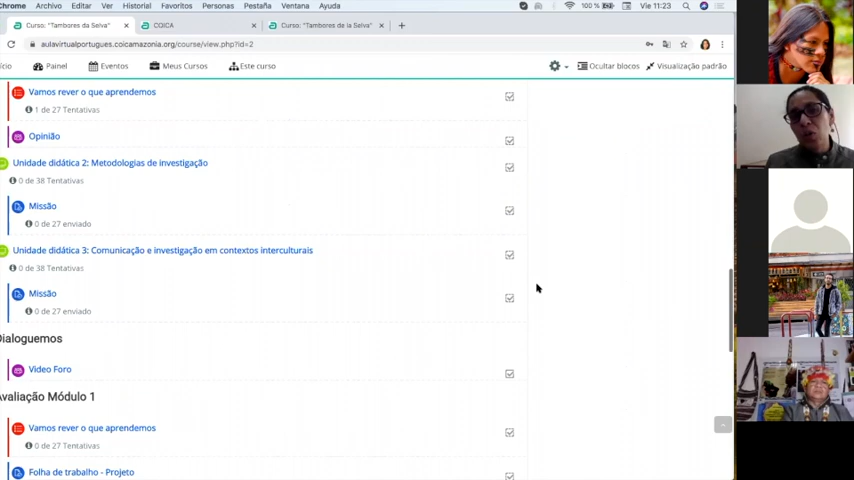 Chrome Archivo Editar Ver Historial Favoritos Personas Pestaña Ventana Ayuda 100 % Vie 11:23
Curso: "Tambores da Selva" COICA Curso: "Tambores de la Selva"
aulavirtualportugues.coicamazonia.org/course/view.php?id=2
ício Painel Eventos Meus Cursos Este curso Ocultar blocos Visualização padrão
Vamos rever o que aprendemos
1 de 27 Tentativas
Opinião
Unidade didática 2: Metodologias de investigação
0 de 38 Tentativas
Missão
0 de 27 enviado
Unidade didática 3: Comunicação e investigação em contextos interculturais
0 de 38 Tentativas
Missão
0 de 27 enviado
Dialoguemos
Video Foro
Avaliação Módulo 1
Vamos rever o que aprendemos
0 de 27 Tentativas
Folha de trabalho - Projeto